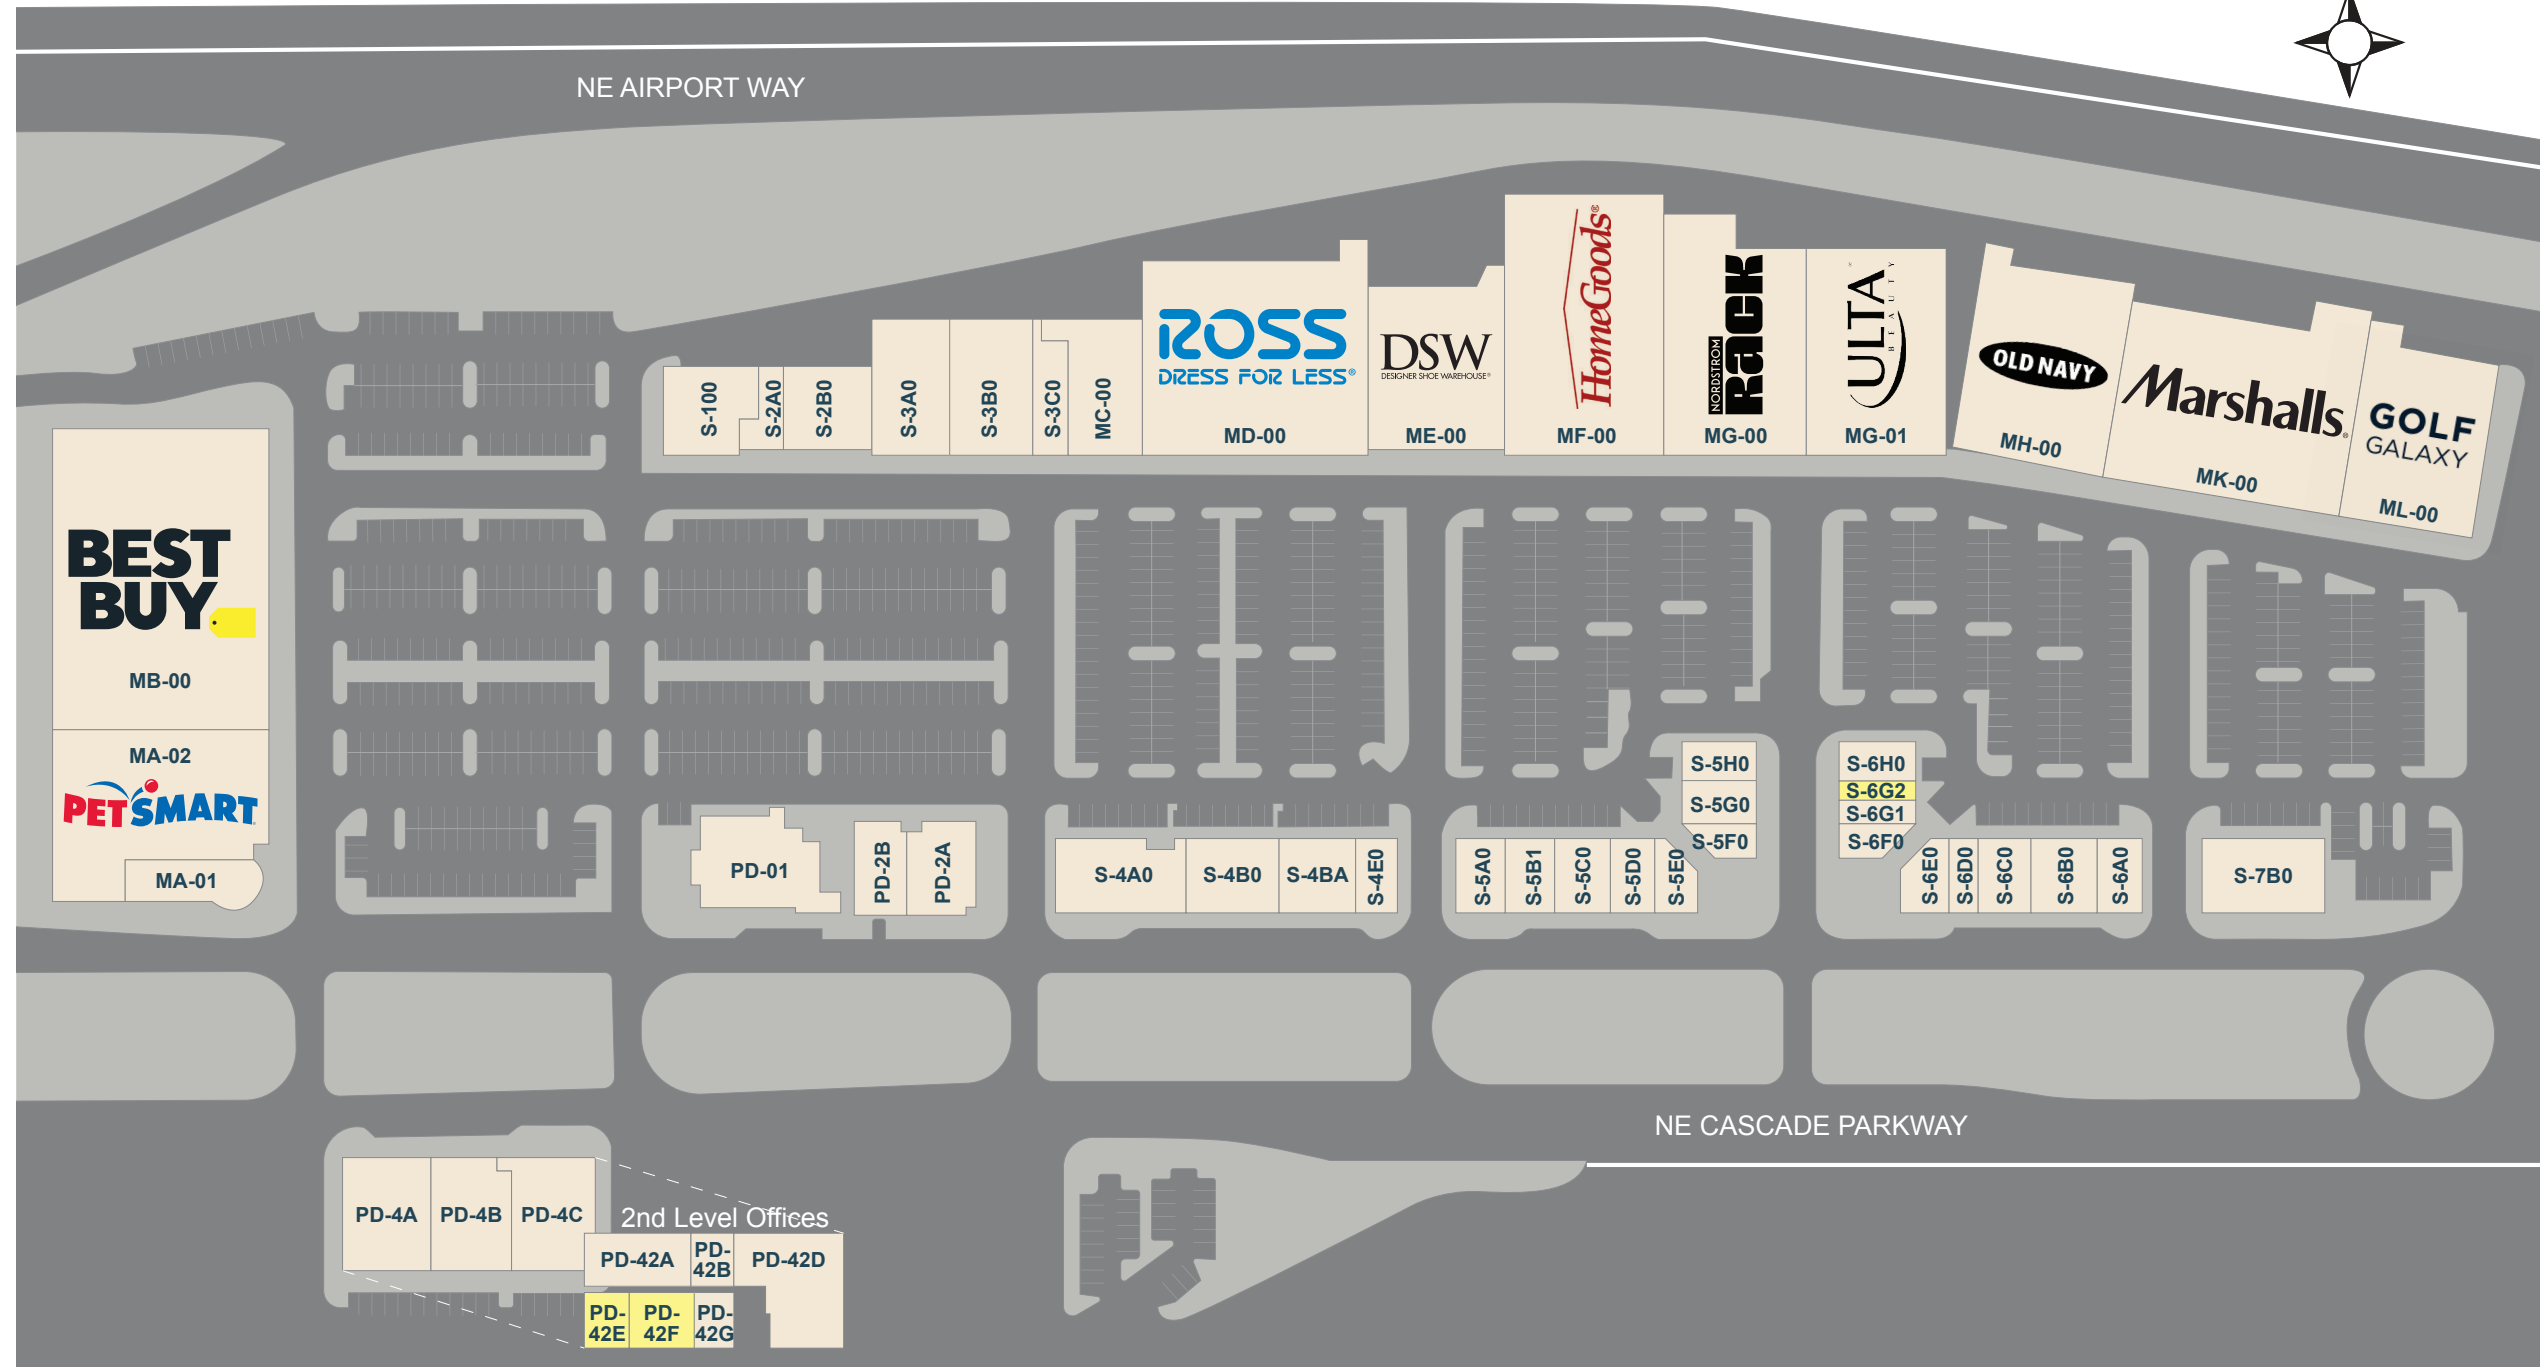 NE AIRPORT WAY
S-100
S-2A0
S-2B0
S-3A0
S-3B0
S-3C0
MC-00
ROSS
DRESS FOR LESS®
MD-00
DSW
DESIGNER SHOE WAREHOUSE®
ME-00
HomeGoods®
MF-00
NORDSTROM
Rack
MG-00
ULTA
BEAUTY
MG-01
OLD NAVY
MH-00
Marshalls®
MK-00
GOLF
GALAXY
ML-00
BEST
BUY
MB-00
MA-02
PETSMART
MA-01
PD-01
PD-2B
PD-2A
S-4A0
S-4B0
S-4BA
S-4E0
S-5A0
S-5B1
S-5C0
S-5D0
S-5E0
S-5H0
S-5G0
S-5F0
S-6H0
S-6G2
S-6G1
S-6F0
S-6E0
S-6D0
S-6C0
S-6B0
S-6A0
S-7B0
NE CASCADE PARKWAY
PD-4A
PD-4B
PD-4C
2nd Level Offices
PD-42A
PD-
42B
PD-42D
PD-
42E
PD-
42F
PD-
42G